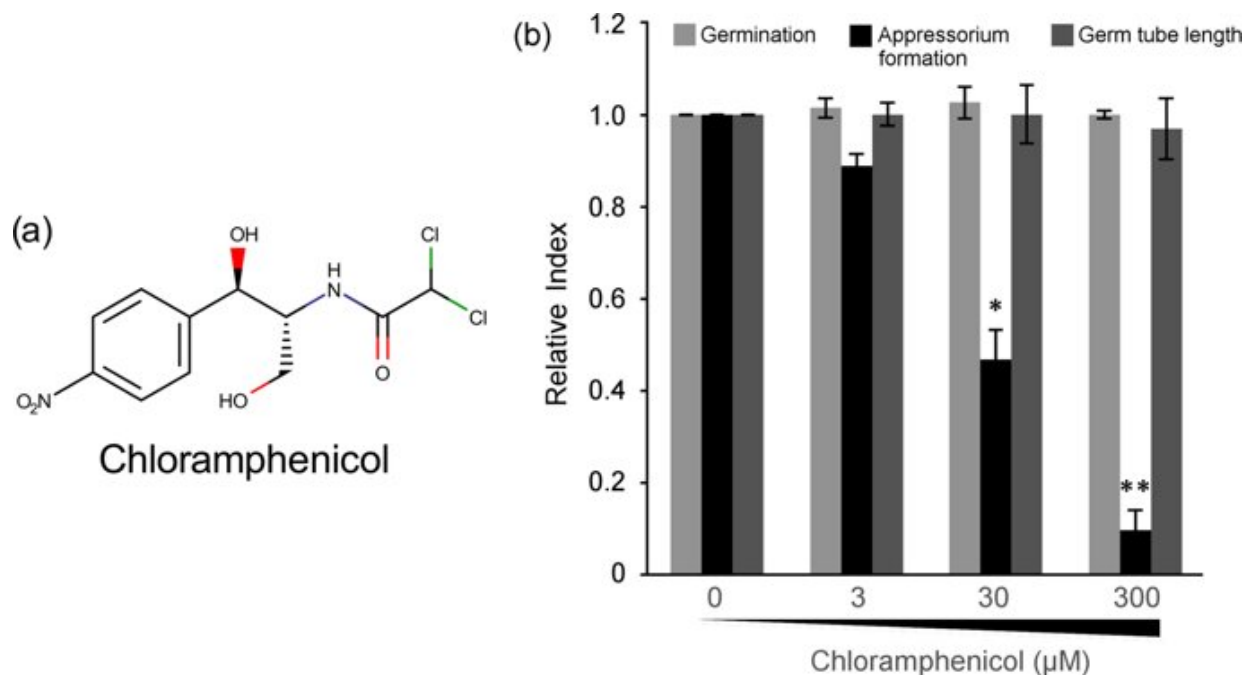 (a)
OH
H
N
Cl
Cl
O
HO
O₂N
Chloramphenicol
(b)
Germination
Appressorium
formation
Germ tube length
Relative Index
1.2
1.0
0.8
0.6
0.4
0.2
0
*
**
0 3 30 300
Chloramphenicol (µM)